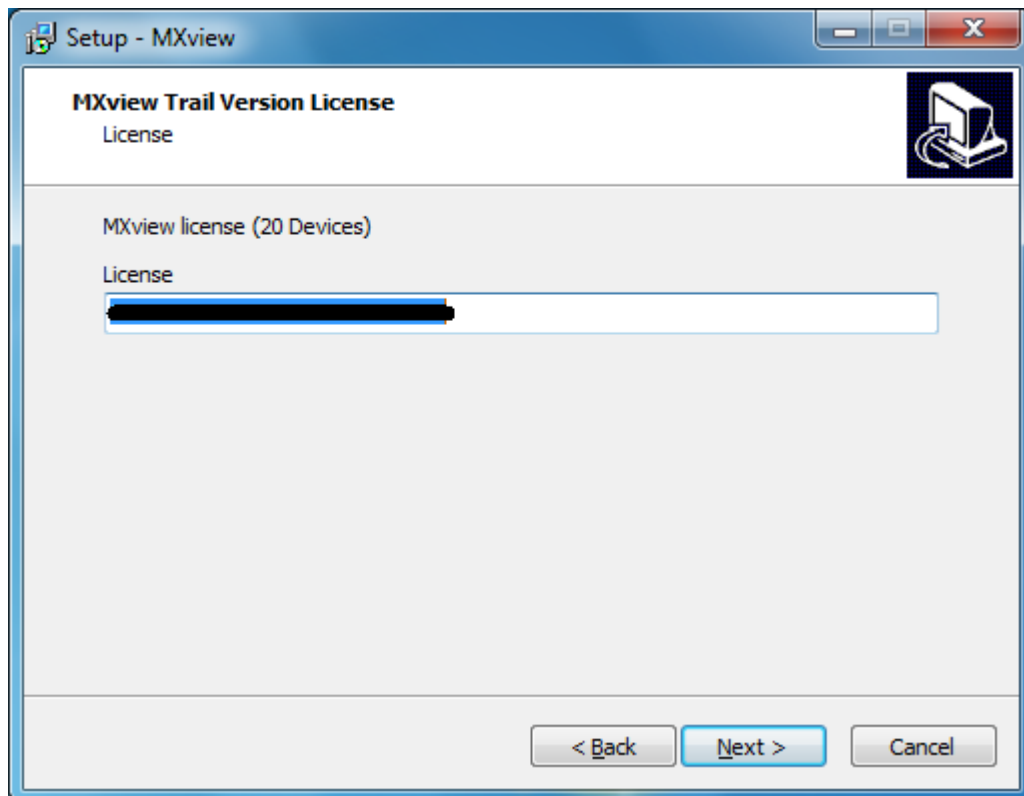 Setup - MXview
MXview Trail Version License
License
MXview license (20 Devices)
License
< Back
Next >
Cancel